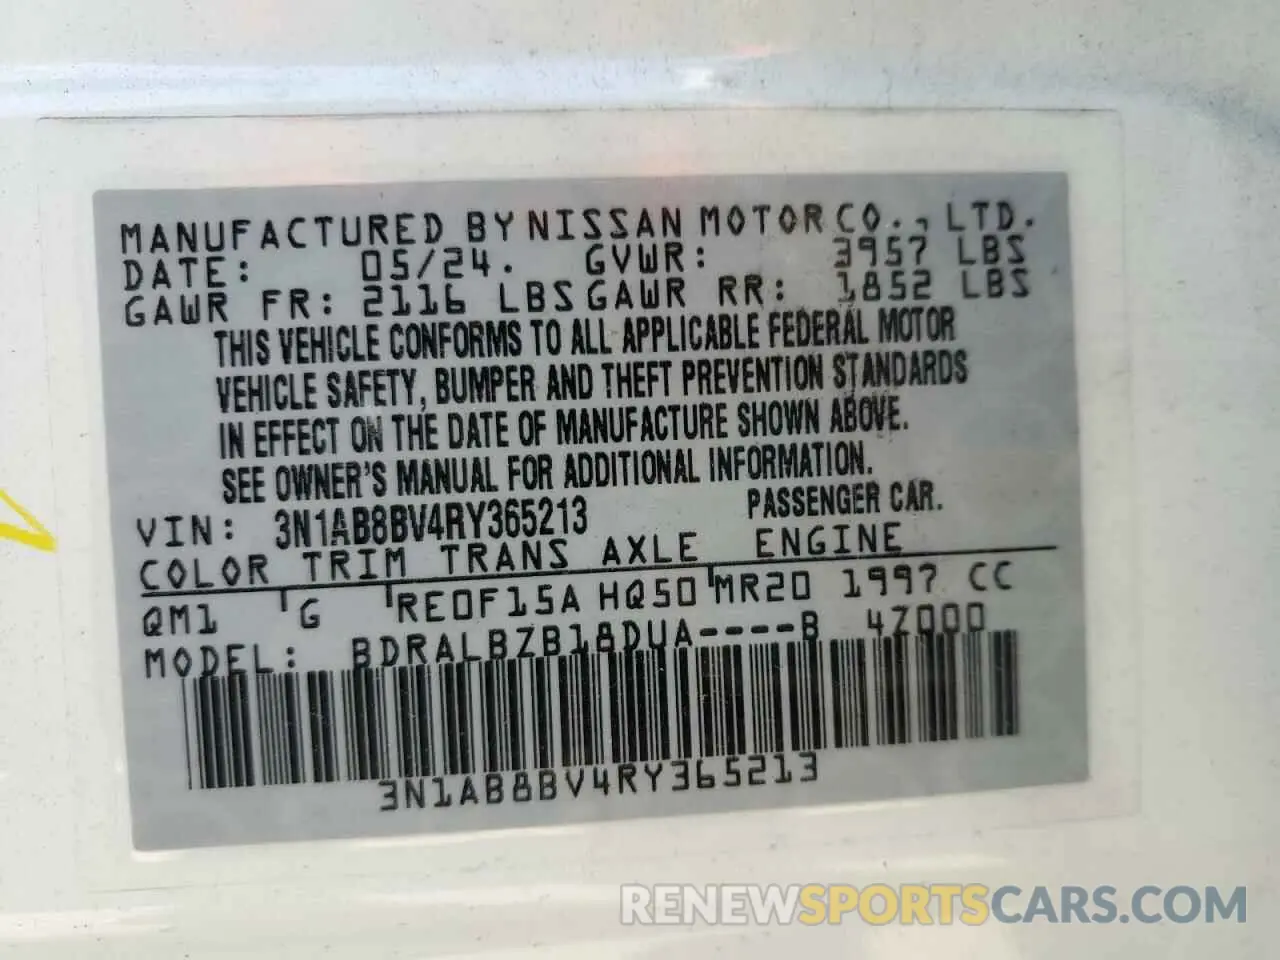 MANUFACTURED BY NISSAN MOTOR CO., LTD.
DATE: 05/24. GVWR: 3957 LBS
GAWR FR: 2116 LBS GAWR RR: 1852 LBS
THIS VEHICLE CONFORMS TO ALL APPLICABLE FEDERAL MOTOR
VEHICLE SAFETY, BUMPER AND THEFT PREVENTION STANDARDS
IN EFFECT ON THE DATE OF MANUFACTURE SHOWN ABOVE.
SEE OWNER'S MANUAL FOR ADDITIONAL INFORMATION.
VIN: 3N1AB8BV4RY365213 PASSENGER CAR.
COLOR TRIM TRANS AXLE ENGINE
QM1 G RE0F15A HQ50 MR20 1997 CC
MODEL: BDRALBZB18DUA----B 4Z000
3N1AB8BV4RY365213
RENEWSPORTSCARS.COM